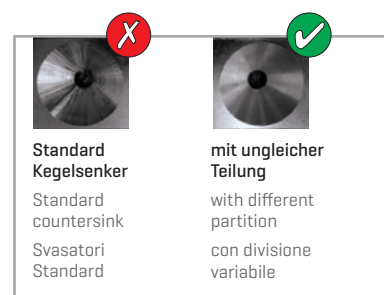 Standard
Kegelsenker
Standard
countersink
Svasatori
Standard
mit ungleicher
Teilung
with different
partition
con divisione
variabile